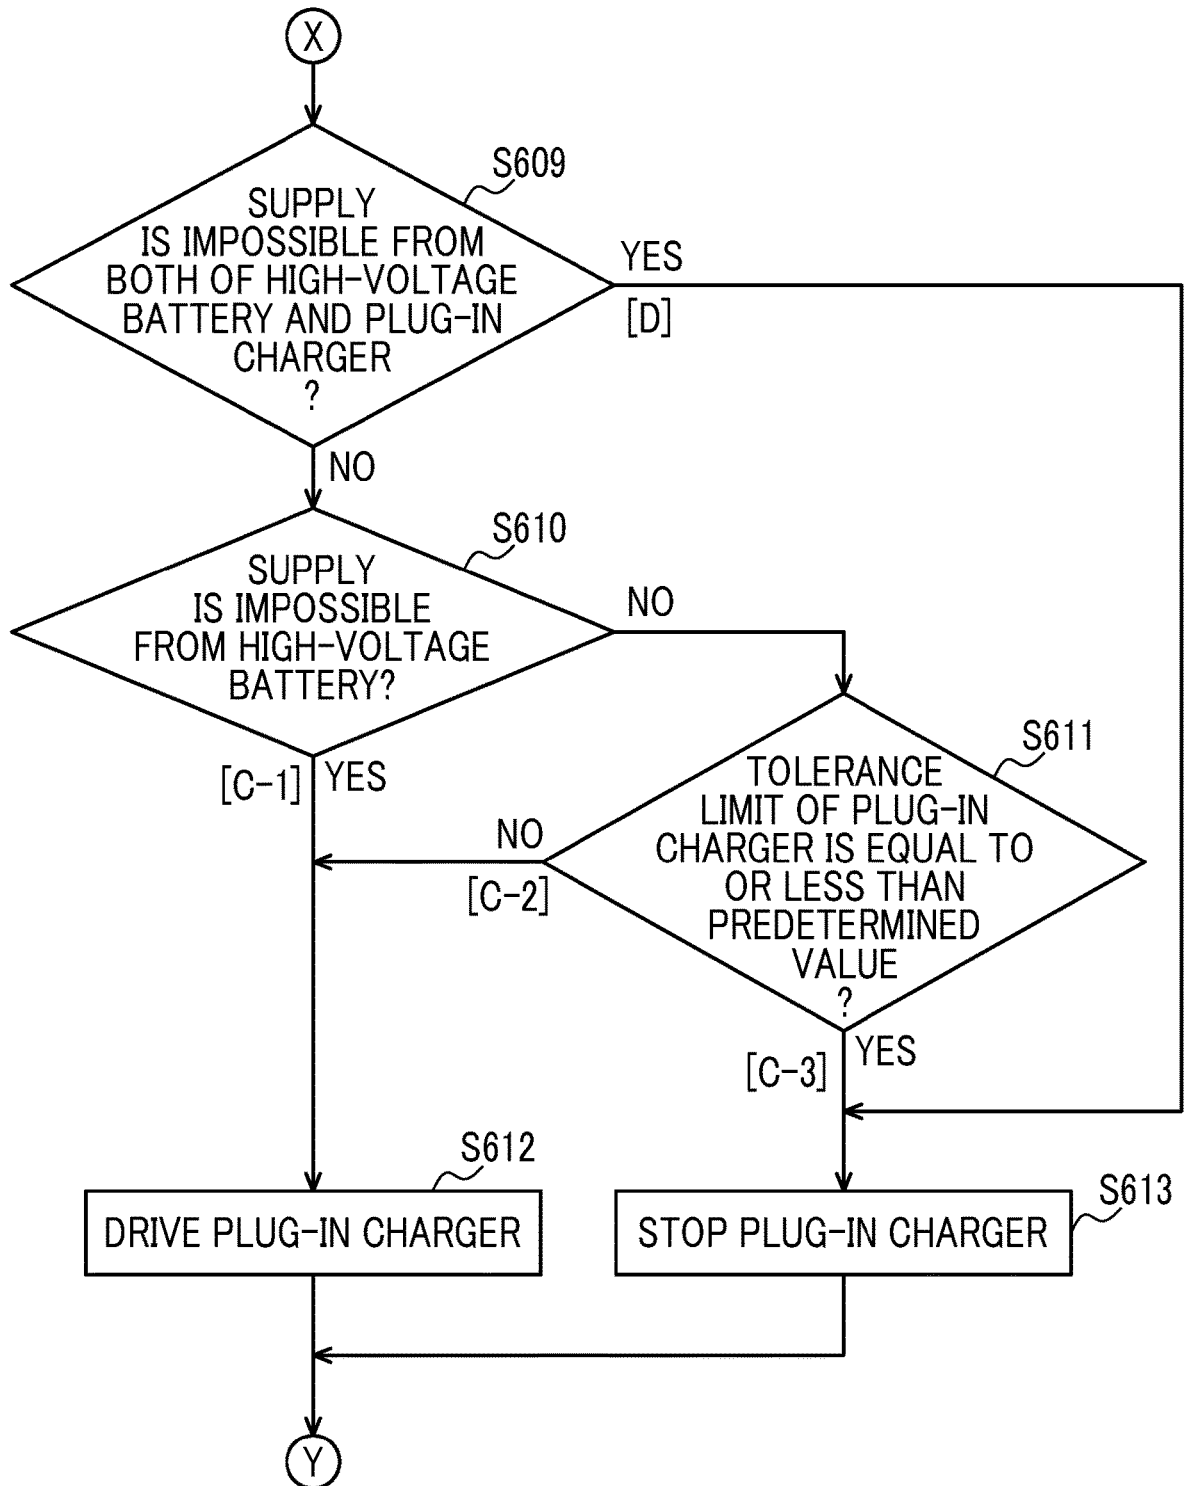 X
S609
SUPPLY
IS IMPOSSIBLE FROM
BOTH OF HIGH-VOLTAGE
BATTERY AND PLUG-IN
CHARGER
?
YES
[D]
NO
S610
SUPPLY
IS IMPOSSIBLE
FROM HIGH-VOLTAGE
BATTERY?
NO
[C-1]
YES
S611
TOLERANCE
LIMIT OF PLUG-IN
CHARGER IS EQUAL TO
OR LESS THAN
PREDETERMINED
VALUE
?
NO
[C-2]
YES
[C-3]
S612
DRIVE PLUG-IN CHARGER
S613
STOP PLUG-IN CHARGER
Y